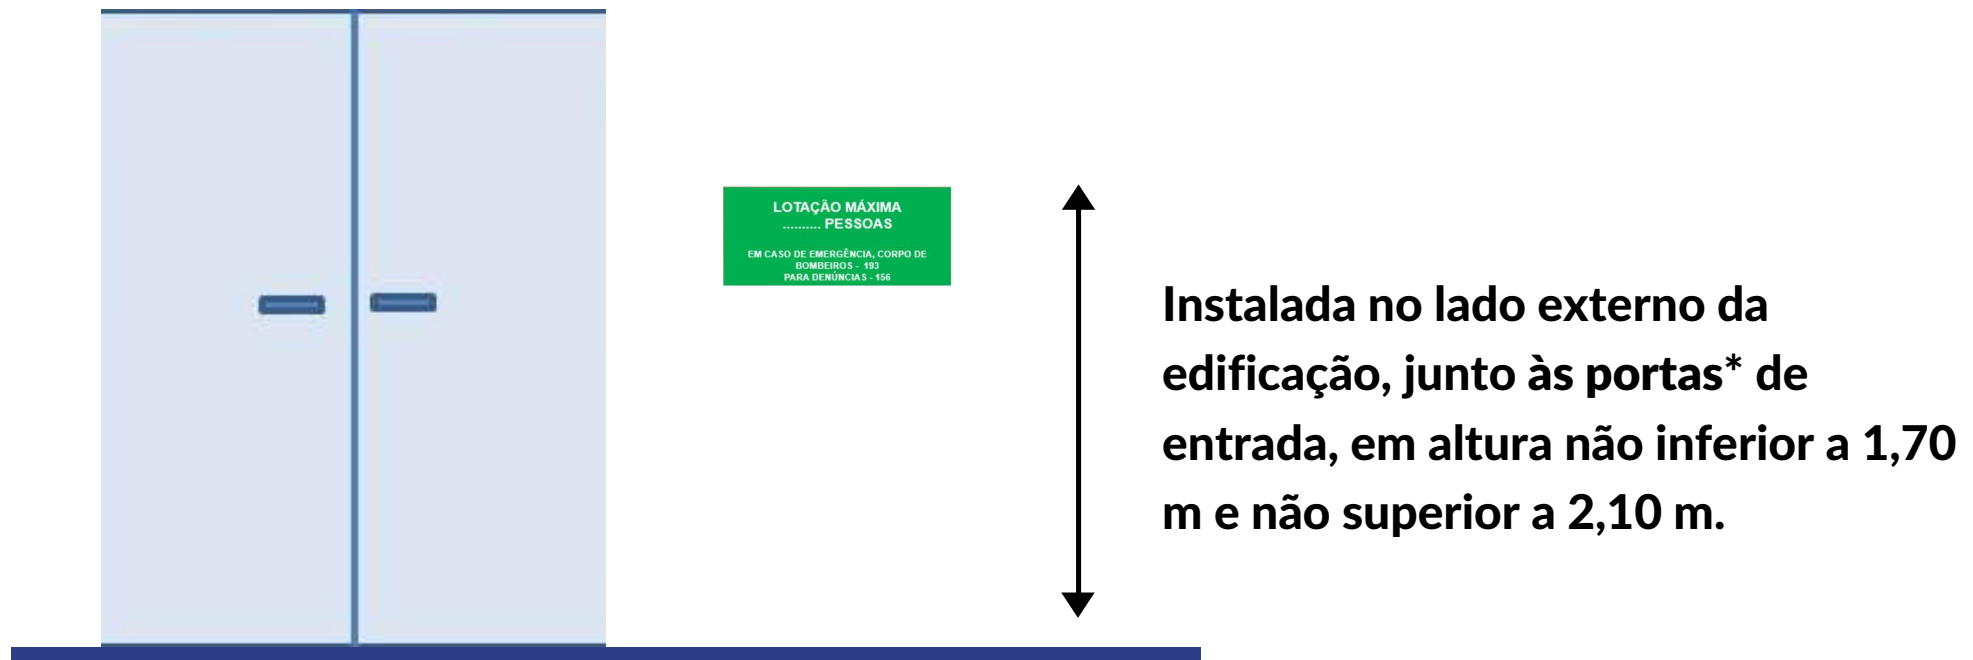 LOTAÇÃO MÁXIMA
.......... PESSOAS
EM CASO DE EMERGÊNCIA, CORPO DE
BOMBEIROS - 193
PARA DENÚNCIAS - 156
Instalada no lado externo da
edificação, junto às portas* de
entrada, em altura não inferior a 1,70
m e não superior a 2,10 m.